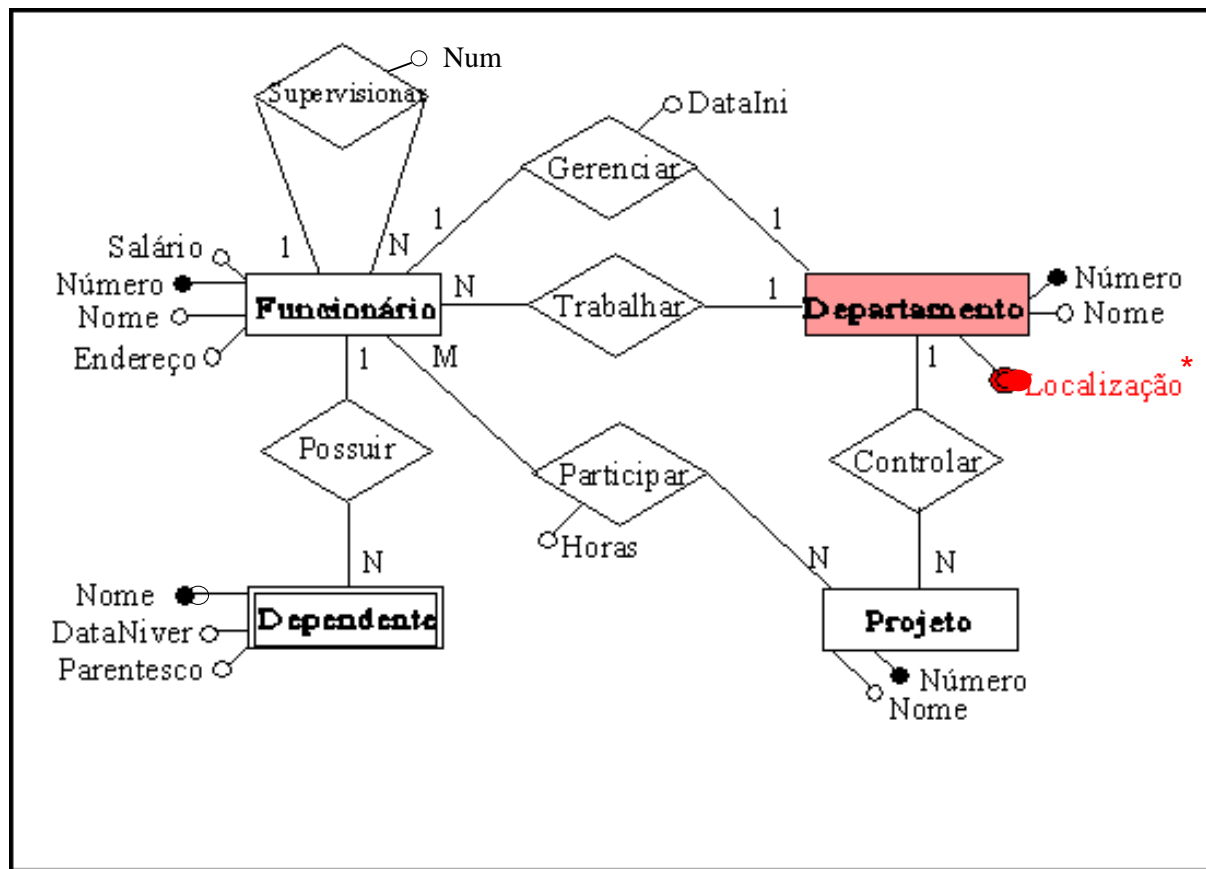 Num
Supervisionar
DataIni
Gerenciar
1
1
1
N
Salário
Número
Nome
Endereço
Funcionário
N
Trabalhar
1
Departamento
Número
Nome
Localização*
1
M
1
Possuir
Participar
Controlar
Horas
N
N
N
Nome
DataNiver
Parentesco
Dependente
Projeto
Número
Nome